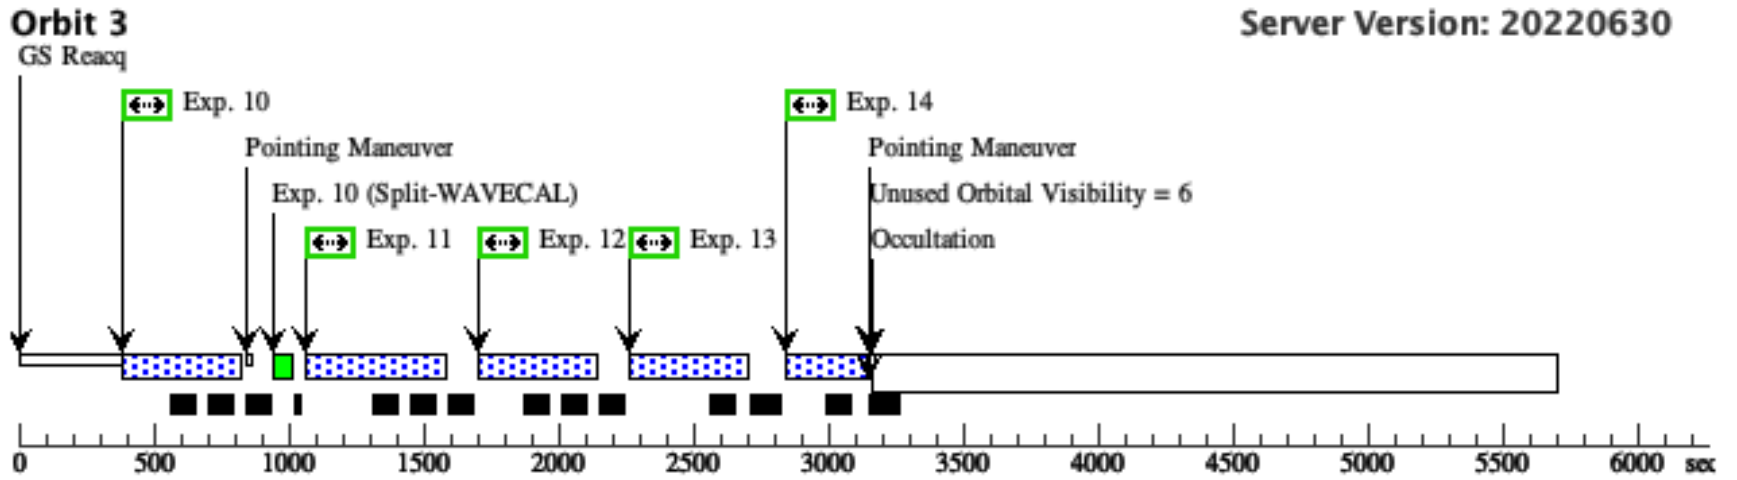 Orbit 3
Server Version: 20220630
GS Reacq
Exp. 10
Exp. 14
Pointing Maneuver
Pointing Maneuver
Exp. 10 (Split-WAVECAL)
Unused Orbital Visibility = 6
Exp. 11
Exp. 12
Exp. 13
Occultation
0 500 1000 1500 2000 2500 3000 3500 4000 4500 5000 5500 6000 sec